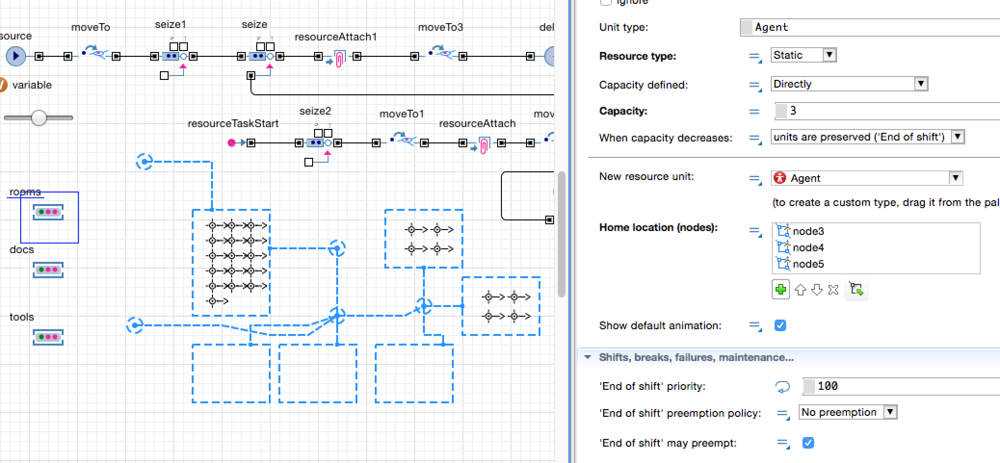 source
moveTo
seize1
seize
resourceAttach1
moveTo3
del
variable
resourceTaskStart
seize2
moveTo1
resourceAttach
mov
rooms
docs
tools
Ignore
Unit type:
Agent
Resource type:
Static
Capacity defined:
Directly
Capacity:
3
When capacity decreases:
units are preserved ('End of shift')
New resource unit:
Agent
(to create a custom type, drag it from the pal
Home location (nodes):
node3
node4
node5
Show default animation:
Shifts, breaks, failures, maintenance...
'End of shift' priority:
100
'End of shift' preemption policy:
No preemption
'End of shift' may preempt: